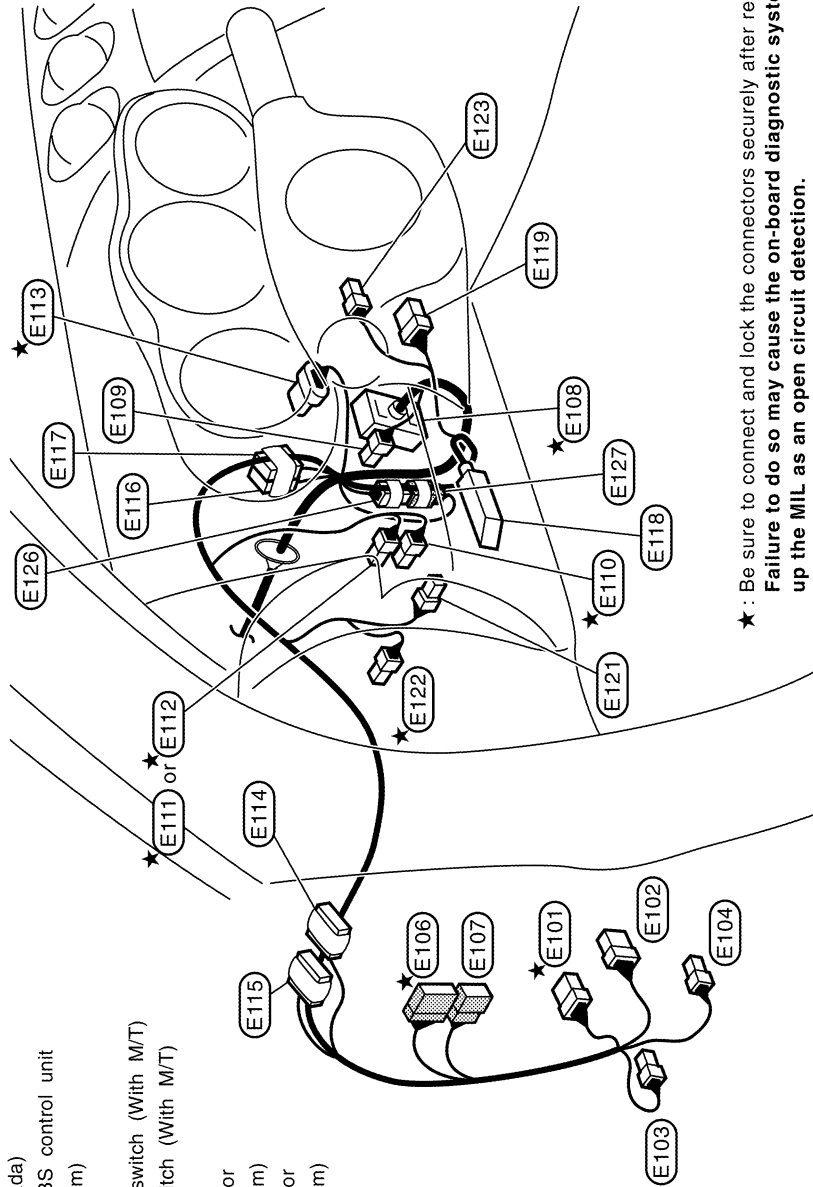 da)
BS control unit
m)
switch (With M/T)
tch (With M/T)
or
m)
or
m)
E126
★ E113
E117
E109
E116
★ E111 or ★ E112
E115
E114
★ E106
E107
★ E122
E123
E119
★ E101
★ E108
★ E110
E121
E127
E102
E118
E103
E104
★ : Be sure to connect and lock the connectors securely after re
Failure to do so may cause the on-board diagnostic syste
up the MIL as an open circuit detection.